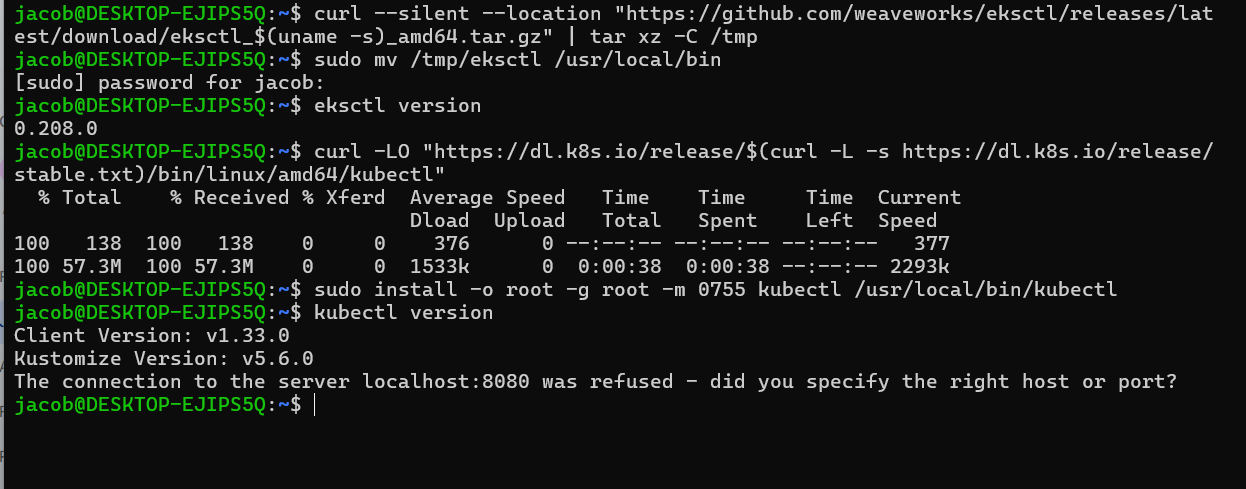 jacob@DESKTOP-EJIPS5Q:~$ curl --silent --location "https://github.com/weaveworks/eksctl/releases/lat
est/download/eksctl_$(uname -s)_amd64.tar.gz" | tar xz -C /tmp
jacob@DESKTOP-EJIPS5Q:~$ sudo mv /tmp/eksctl /usr/local/bin
[sudo] password for jacob:
jacob@DESKTOP-EJIPS5Q:~$ eksctl version
0.208.0
jacob@DESKTOP-EJIPS5Q:~$ curl -LO "https://dl.k8s.io/release/$(curl -L -s https://dl.k8s.io/release/
stable.txt)/bin/linux/amd64/kubectl"
  % Total    % Received % Xferd  Average Speed   Time    Time     Time  Current
                                 Dload  Upload   Total   Spent    Left  Speed
100   138  100   138    0     0    376      0 --:--:-- --:--:-- --:--:--   377
100 57.3M  100 57.3M    0     0  1533k      0  0:00:38  0:00:38 --:--:-- 2293k
jacob@DESKTOP-EJIPS5Q:~$ sudo install -o root -g root -m 0755 kubectl /usr/local/bin/kubectl
jacob@DESKTOP-EJIPS5Q:~$ kubectl version
Client Version: v1.33.0
Kustomize Version: v5.6.0
The connection to the server localhost:8080 was refused - did you specify the right host or port?
jacob@DESKTOP-EJIPS5Q:~$